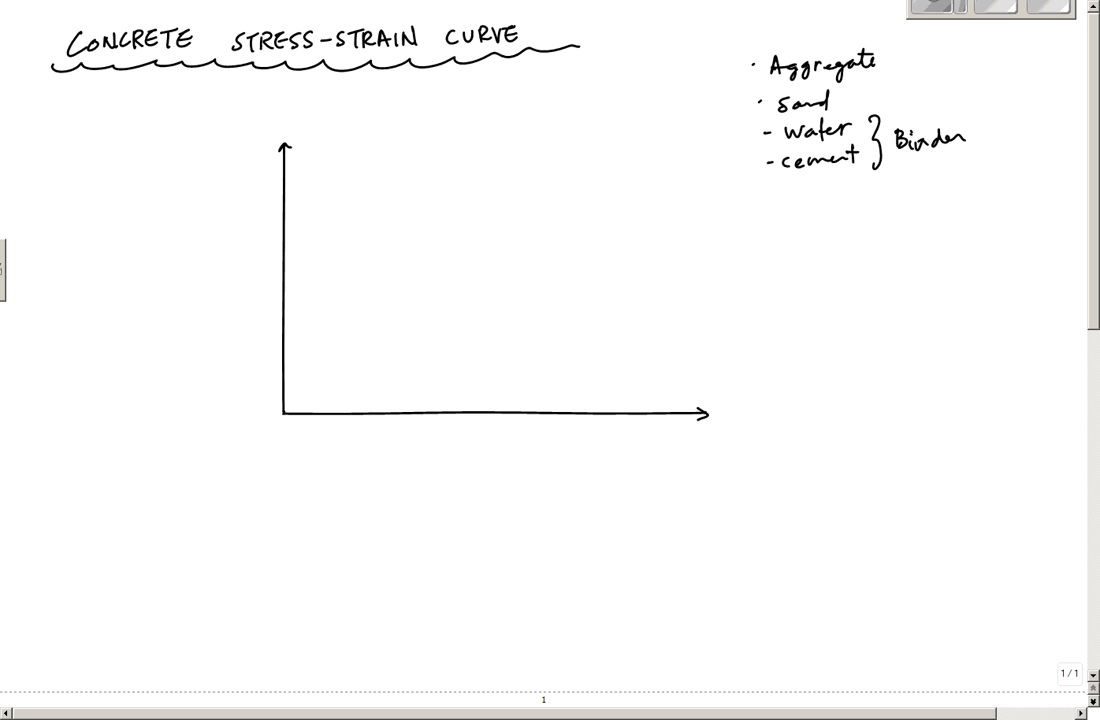 CONCRETE STRESS-STRAIN CURVE
· Aggregate
· Sand
- water
- cement } Binder
1/1
1